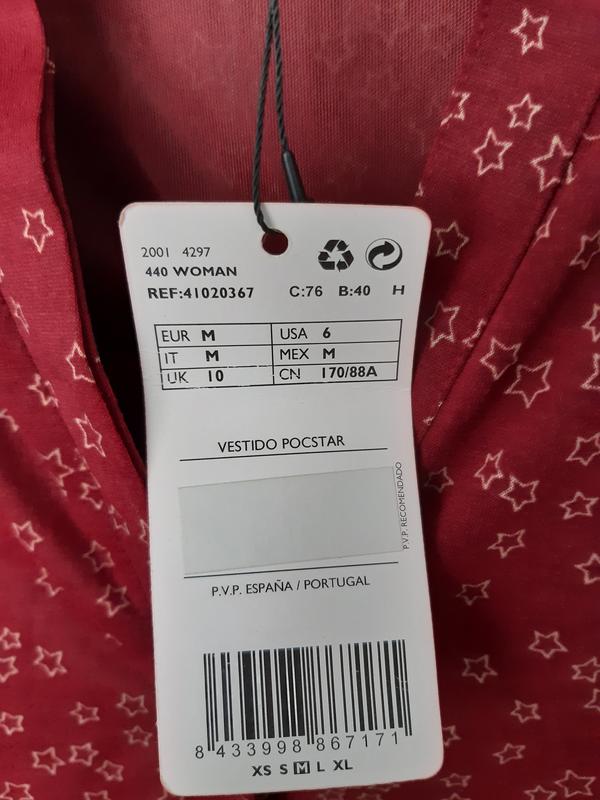 2001 4297
440 WOMAN
REF:41020367 C:76 B:40 H
EUR M USA 6
IT M MEX M
UK 10 CN 170/88A
VESTIDO POCSTAR
P.V.P. RECOMENDADO
P.V.P. ESPAÑA / PORTUGAL
8 433998 867171
XS S M L XL